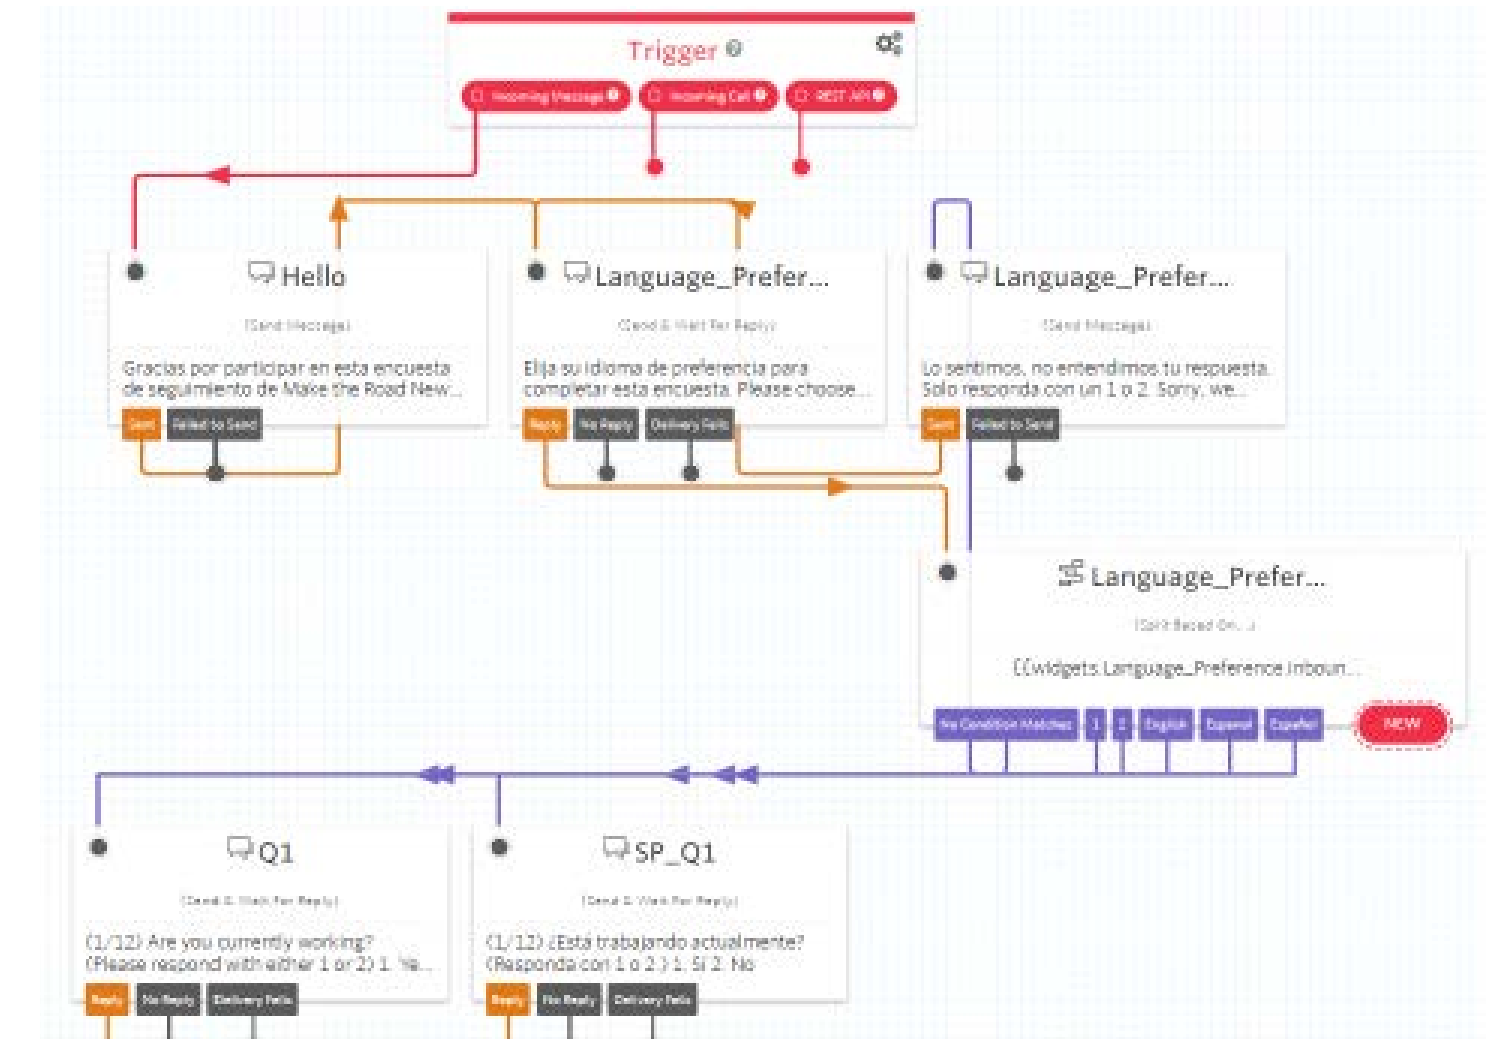 Trigger
Incoming Message
Incoming Call
REST API
Hello
(Send Message)
Gracias por participar en esta encuesta
de seguimiento de Make the Road New...
Sent
Failed to Send
Language_Prefer...
(Send & Wait For Reply)
Elija su idioma de preferencia para
completar esta encuesta. Please choose...
Reply
No Reply
Delivery Fails
Language_Prefer...
(Send Message)
Lo sentimos, no entendimos tu respuesta.
Solo responda con un 1 o 2. Sorry, we...
Sent
Failed to Send
Language_Prefer...
(Split Based On...)
{{widgets.Language_Preference.inboun...
No Condition Matches
1
2
English
Espanol
Español
NEW
Q1
(Send & Wait For Reply)
(1/12) Are you currently working?
(Please respond with either 1 or 2) 1. Ye...
Reply
No Reply
Delivery Fails
SP_Q1
(Send & Wait For Reply)
(1/12) ¿Está trabajando actualmente?
(Responda con 1 o 2.) 1. Sí 2. No
Reply
No Reply
Delivery Fails